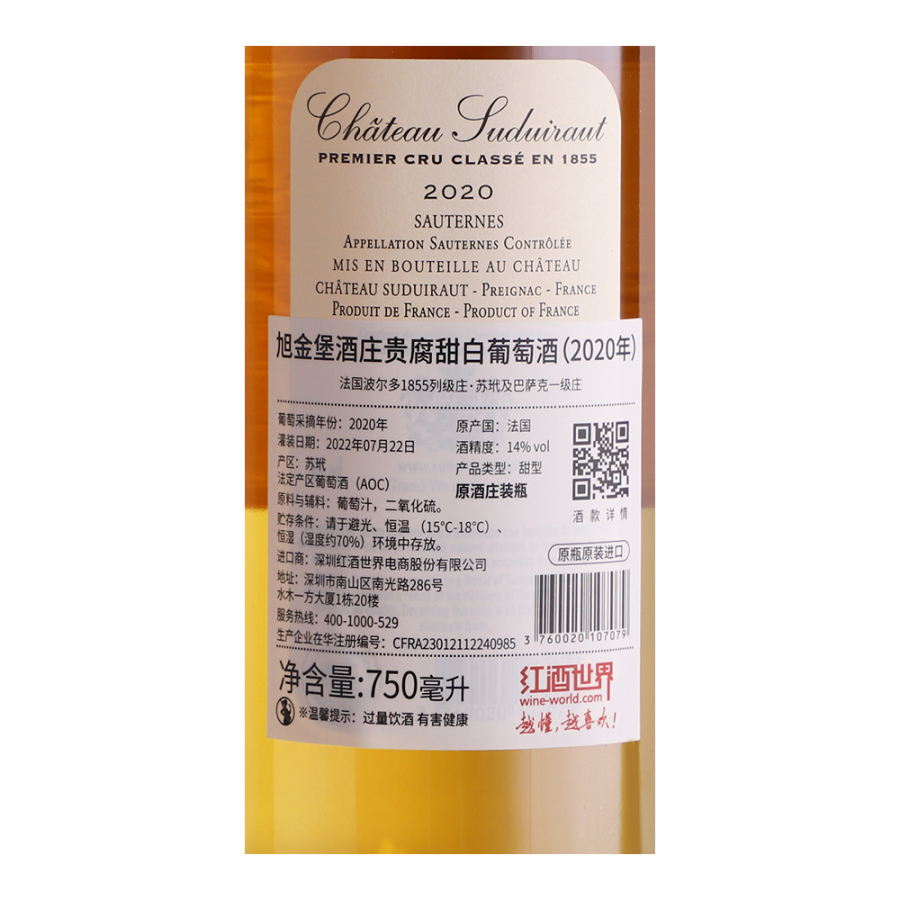 Château Suduiraut
PREMIER CRU CLASSÉ EN 1855
2020
SAUTERNES
APPELLATION SAUTERNES CONTRÔLÉE
MIS EN BOUTEILLE AU CHÂTEAU
CHÂTEAU SUDUIRAUT - PREIGNAC - FRANCE
PRODUIT DE FRANCE - PRODUCT OF FRANCE
旭金堡酒庄贵腐甜白葡萄酒(2020年)
法国波尔多1855列级庄·苏玳及巴萨克一级庄
葡萄采摘年份：2020年
灌装日期：2022年07月22日
产区：苏玳
法定产区葡萄酒（AOC）
原料与辅料：葡萄汁，二氧化硫。
贮存条件：请于避光、恒温（15°C-18°C）、
恒湿（湿度约70%）环境中存放。
进口商：深圳红酒世界电商股份有限公司
地址：深圳市南山区南光路286号
水木一方大厦1栋20楼
服务热线：400-1000-529
生产企业在华注册编号：CFRA23012112240985
原产国：法国
酒精度：14% vol
产品类型：甜型
原酒庄装瓶
酒款详情
原瓶原装进口
3 760020 107079
净含量:750毫升
※温馨提示：过量饮酒 有害健康
红酒世界
wine-world.com
越懂,越喜欢!